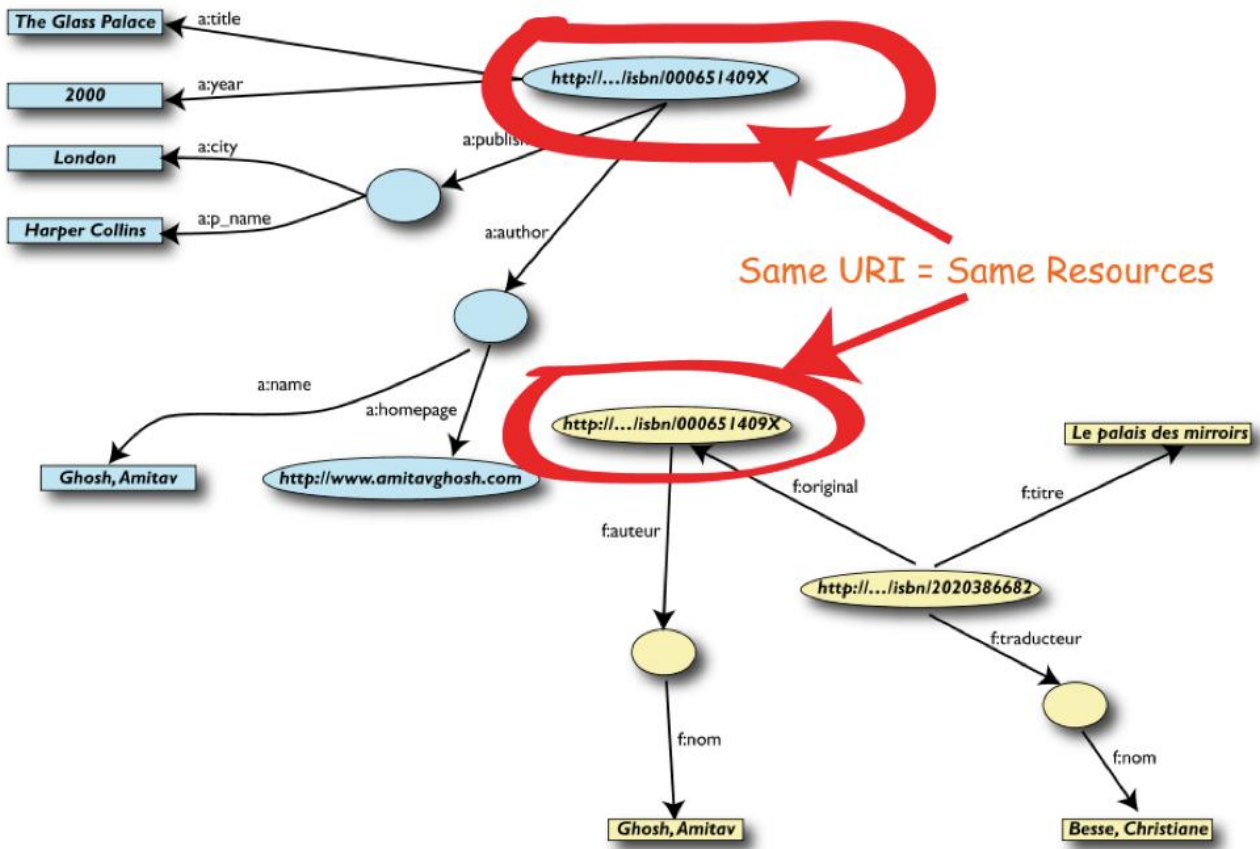 The Glass Palace
a:title
http://.../isbn/000651409X
2000
a:year
London
a:city
a:publish
Harper Collins
a:p_name
a:author
Same URI = Same Resources
a:name
a:homepage
http://.../isbn/000651409X
Le palais des mirroirs
Ghosh, Amitav
http://www.amitavghosh.com
f:original
f:titre
f:auteur
http://.../isbn/2020386682
f:traducteur
f:nom
f:nom
Ghosh, Amitav
Besse, Christiane